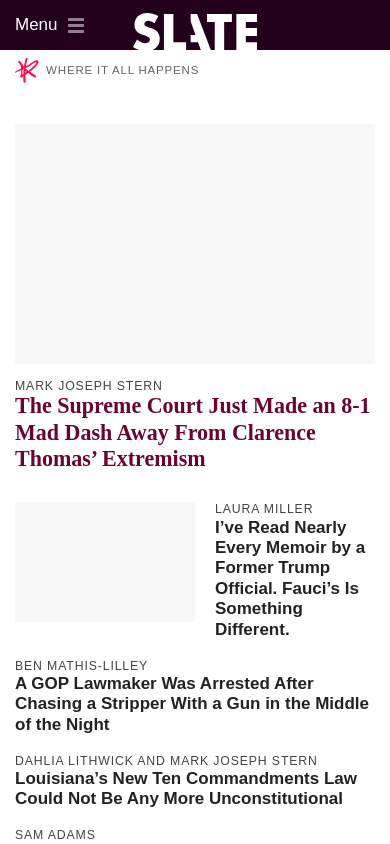 Menu
SLATE
WHERE IT ALL HAPPENS
MARK JOSEPH STERN
The Supreme Court Just Made an 8-1
Mad Dash Away From Clarence
Thomas’ Extremism
LAURA MILLER
I’ve Read Nearly
Every Memoir by a
Former Trump
Official. Fauci’s Is
Something
Different.
BEN MATHIS-LILLEY
A GOP Lawmaker Was Arrested After
Chasing a Stripper With a Gun in the Middle
of the Night
DAHLIA LITHWICK AND MARK JOSEPH STERN
Louisiana’s New Ten Commandments Law
Could Not Be Any More Unconstitutional
SAM ADAMS